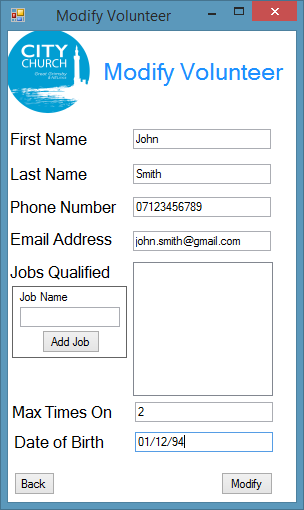 Modify Volunteer
CITY
CHURCH
Great Grimsby
Modify Volunteer
First Name John
Last Name Smith
Phone Number 07123456789
Email Address john.smith@gmail.com
Jobs Qualified
Job Name
Add Job
Max Times On 2
Date of Birth 01/12/94
Back Modify